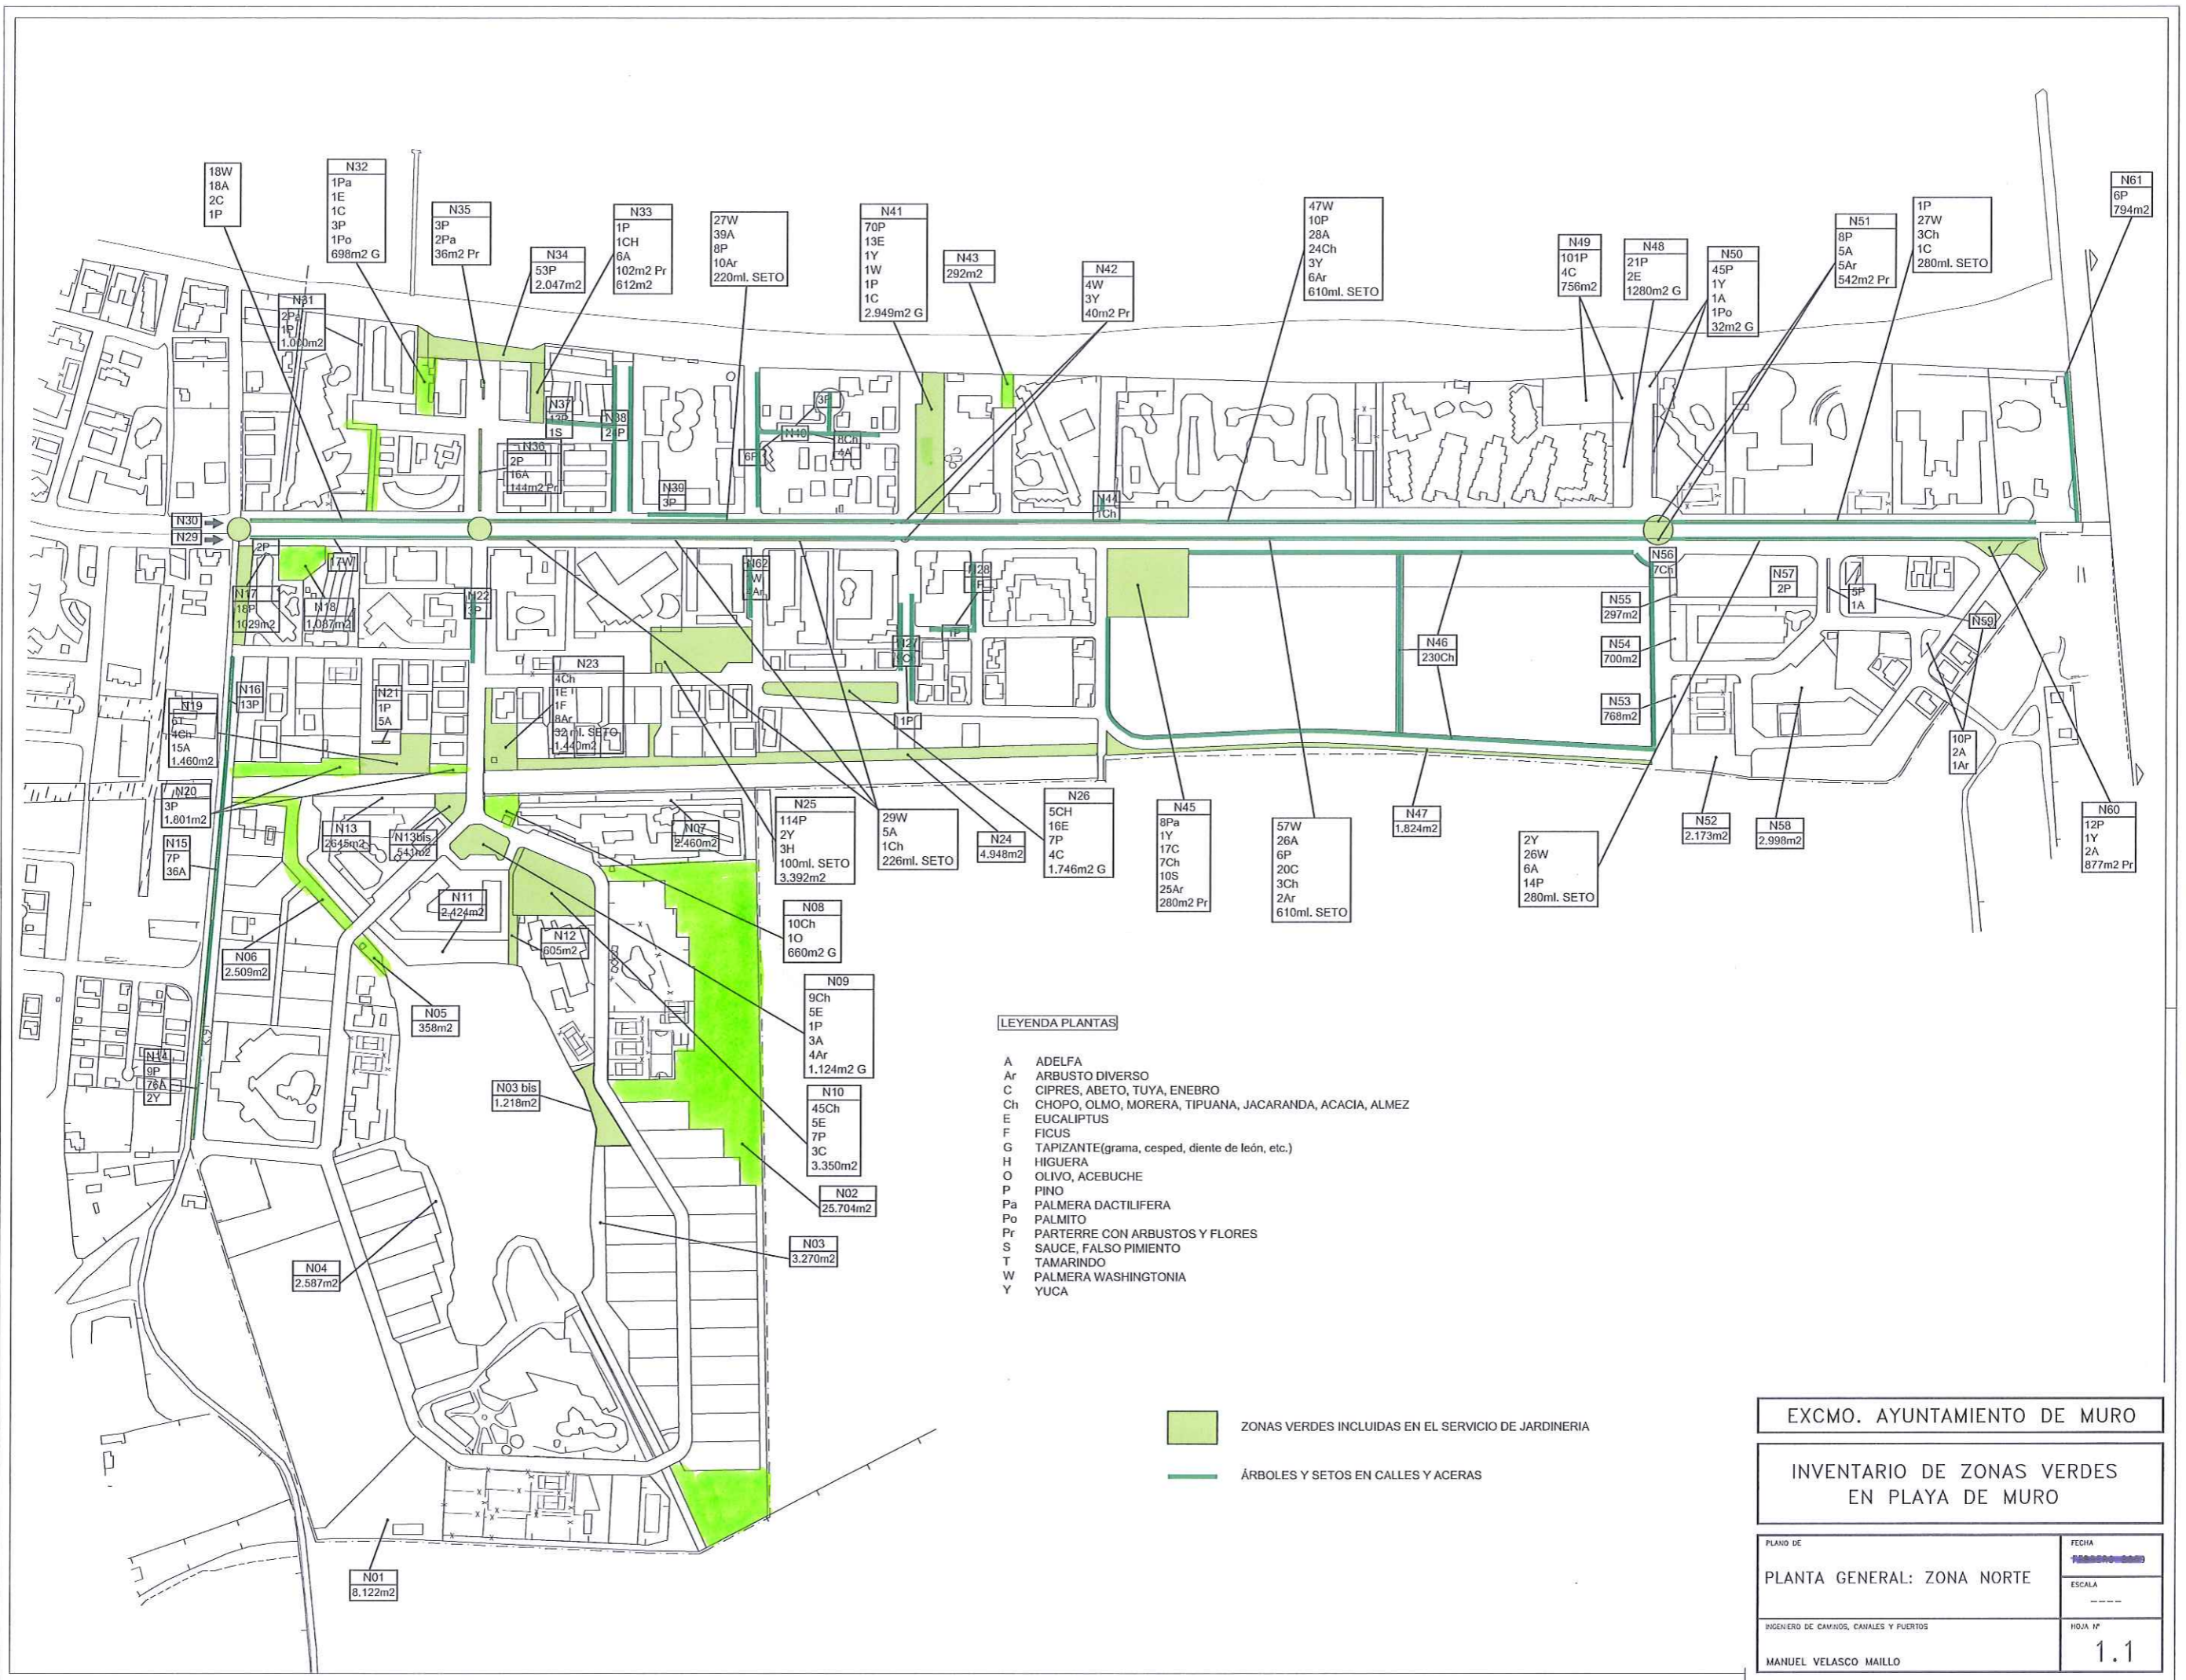 18W
18A
2C
1P
N32
1Pa
1E
1C
3P
1Po
698m2 G
N35
3P
2Pa
36m2 Pr
N34
53P
2.047m2
N33
1P
1CH
6A
102m2 Pr
612m2
27W
39A
8P
10Ar
220ml. SETO
N41
70P
13E
1Y
1W
1P
1C
2.949m2 G
N43
292m2
N42
4W
3Y
40m2 Pr
47W
10P
28A
24Ch
3Y
6Ar
610ml. SETO
N49
101P
4C
756m2
N48
21P
2E
1280m2 G
N50
45P
1Y
1A
1Po
32m2 G
N51
8P
5A
5Ar
542m2 Pr
1P
27W
3Ch
1C
280ml. SETO
N61
6P
794m2
N31
1P
N37
13P
1S
N38
N36
2P
16A
144m2 Pr
N39
3P
6P
3P
N40
8Ch
4A
N44
1Ch
N30
N29
2P
17W
N17
18P
1029m2
N18
1.087m2
N22
3P
N62
N28
1P
N27
1P
N56
7Ch
N57
2P
5P
1A
N55
297m2
N54
700m2
N53
768m2
N59
N46
230Ch
N16
13P
N19
4Ch
15A
1.460m2
N21
1P
5A
N23
4Ch
1E
1F
8Ar
32 ml. SETO
1.440m2
N20
3P
1.801m2
N15
7P
36A
N13
2645m2
N13bis
541m2
N07
2.460m2
N25
114P
2Y
3H
100ml. SETO
3.392m2
29W
5A
1Ch
226ml. SETO
N24
4.948m2
N26
5CH
16E
7P
4C
1.746m2 G
N45
8Pa
1Y
17C
7Ch
10S
25Ar
280m2 Pr
57W
26A
6P
20C
3Ch
2Ar
610ml. SETO
N47
1.824m2
2Y
26W
6A
14P
280ml. SETO
N52
2.173m2
N58
2.998m2
10P
2A
1Ar
N60
12P
1Y
2A
877m2 Pr
N11
2.424m2
N12
605m2
N08
10Ch
1O
660m2 G
N06
2.509m2
N05
358m2
N09
9Ch
5E
1P
3A
4Ar
1.124m2 G
N14
9P
76A
2Y
N03 bis
1.218m2
N10
45Ch
5E
7P
3C
3.350m2
N02
25.704m2
N03
3.270m2
N04
2.587m2
N01
8.122m2
LEYENDA PLANTAS
A ADELFA
Ar ARBUSTO DIVERSO
C CIPRES, ABETO, TUYA, ENEBRO
Ch CHOPO, OLMO, MORERA, TIPUANA, JACARANDA, ACACIA, ALMEZ
E EUCALIPTUS
F FICUS
G TAPIZANTE(grama, cesped, diente de león, etc.)
H HIGUERA
O OLIVO, ACEBUCHE
P PINO
Pa PALMERA DACTILIFERA
Po PALMITO
Pr PARTERRE CON ARBUSTOS Y FLORES
S SAUCE, FALSO PIMIENTO
T TAMARINDO
W PALMERA WASHINGTONIA
Y YUCA
ZONAS VERDES INCLUIDAS EN EL SERVICIO DE JARDINERIA
ÁRBOLES Y SETOS EN CALLES Y ACERAS
EXCMO. AYUNTAMIENTO DE MURO
INVENTARIO DE ZONAS VERDES
EN PLAYA DE MURO
PLANO DE
PLANTA GENERAL: ZONA NORTE
FECHA
ESCALA
----
INGENIERO DE CAMINOS, CANALES Y PUERTOS
MANUEL VELASCO MAILLO
HOJA Nº
1.1